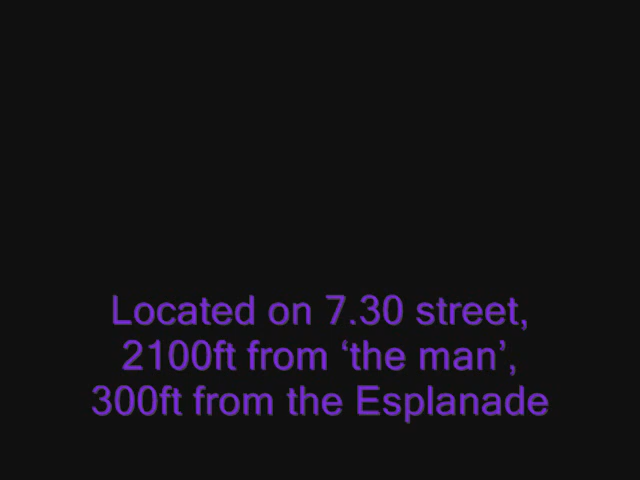 Located on 7.30 street,
2100ft from ‘the man’,
300ft from the Esplanade